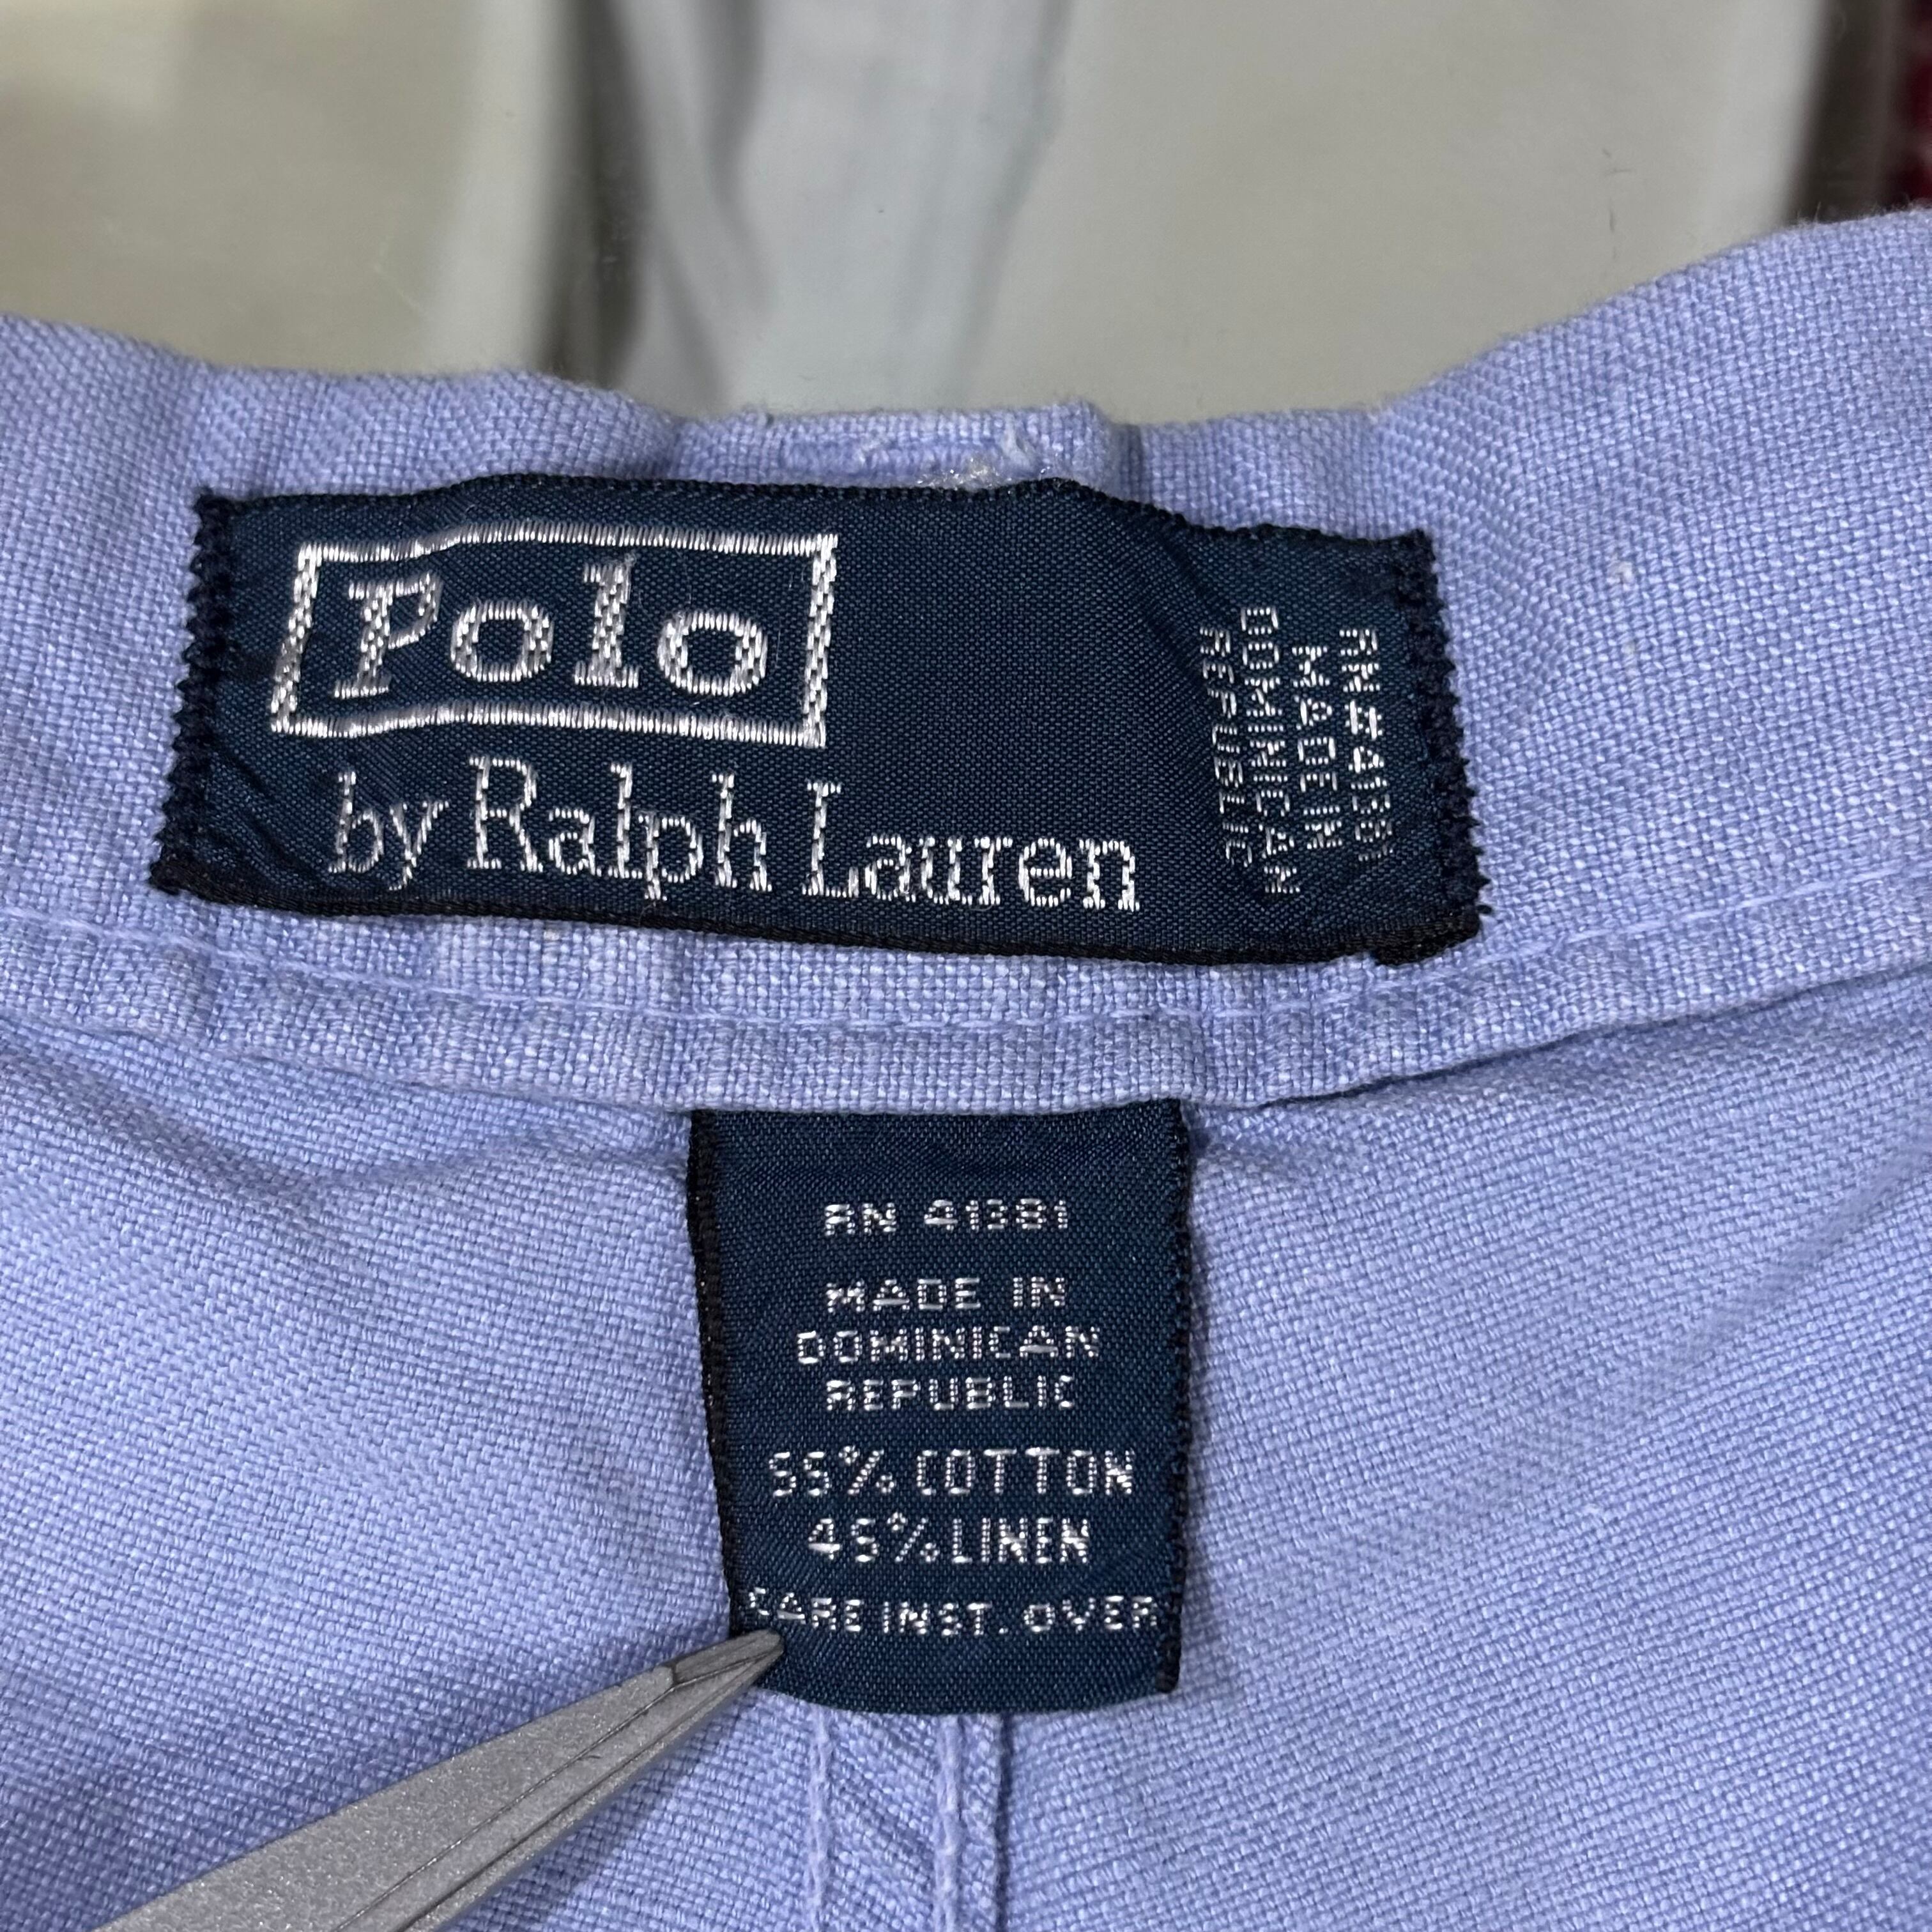 Polo
by Ralph Lauren
RN#41381
MADE IN
DOMINICAN
REPUBLIC
RN 41381
MADE IN
DOMINICAN
REPUBLIC
55% COTTON
45% LINEN
CARE INST. OVER